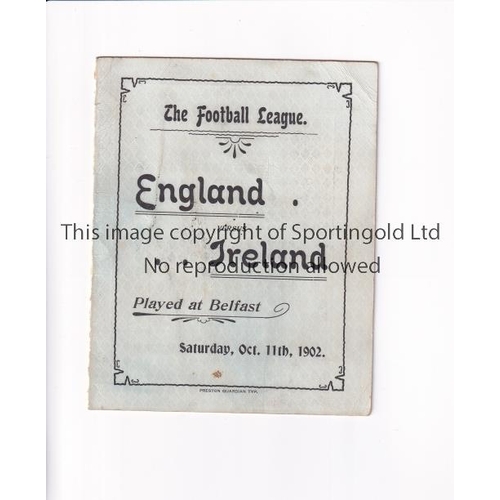 The Football League.
England .
versus
This image copyright of Sportingold Ltd
. . Ireland
No reproduction allowed
Played at Belfast
Saturday, Oct. 11th, 1902.
PRESTON GUARDIAN TYP.